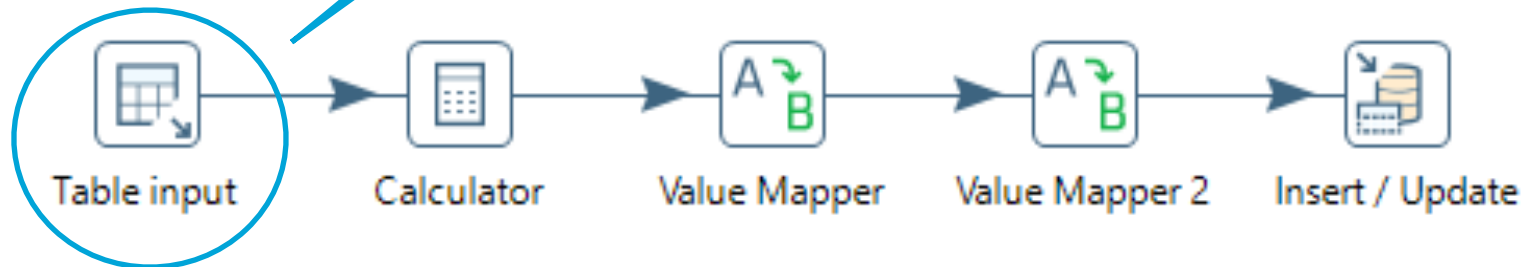 A B A B
Table input Calculator Value Mapper Value Mapper 2 Insert / Update